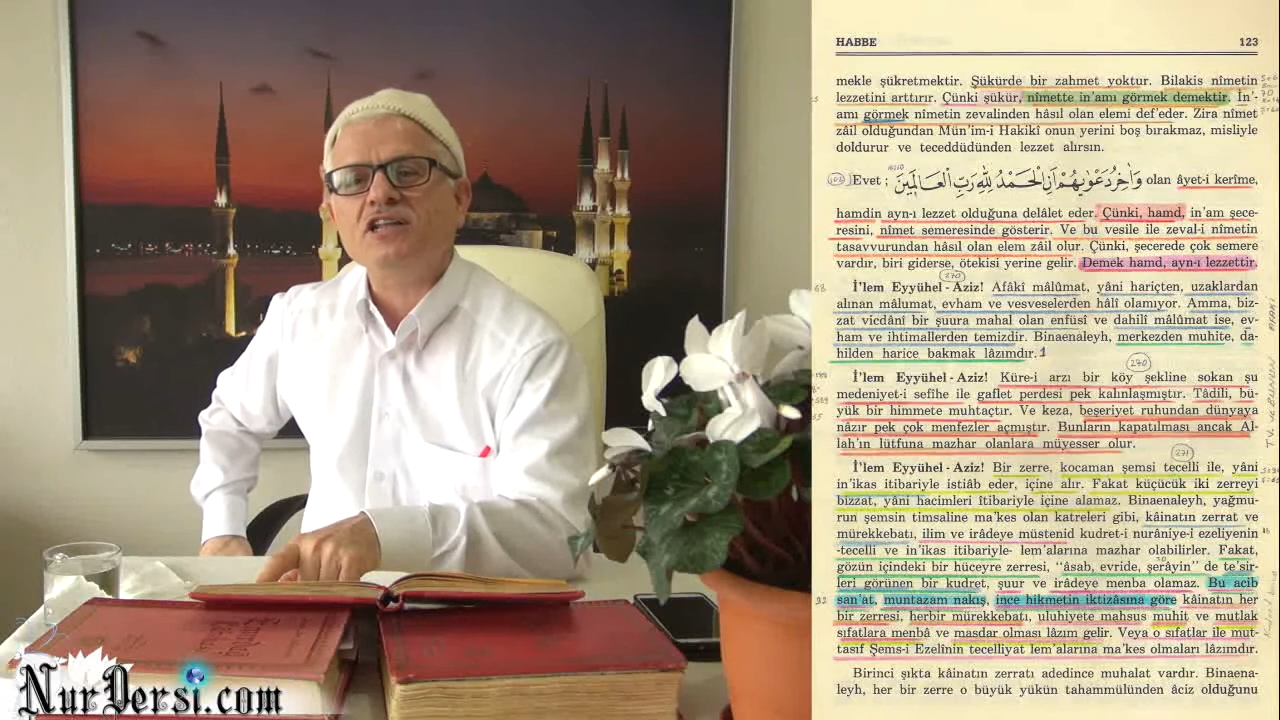 HABBE 123
mekle şükretmektir. Şükürde bir zahmet yoktur. Bilakis nîmetin
lezzetini arttırır. Çünki şükür, nîmette in'amı görmek demektir. İn'-
amı görmek nîmetin zevalinden hâsıl olan elemi def'eder. Zira nîmet
zâil olduğundan Mün'im-i Hakikî onun yerini boş bırakmaz, misliyle
doldurur ve teceddüdünden lezzet alırsın.
Evet ; وَاٰخِرُ دَعْوٰيهُمْ اَنِ الْحَمْدُ لِلّٰهِ رَبِّ الْعَالَمِينَ olan âyet-i kerîme,
hamdin ayn-ı lezzet olduğuna delâlet eder. Çünki, hamd, in'am şece-
resini, nîmet semeresinde gösterir. Ve bu vesile ile zeval-i nîmetin
tasavvurundan hâsıl olan elem zâil olur. Çünki, şecerede çok semere
vardır, biri giderse, ötekisi yerine gelir. Demek hamd, ayn-ı lezzettir.
270
İ'lem Eyyühel - Aziz! Afâkî mâlûmat, yâni hariçten, uzaklardan
alınan mâlumat, evham ve vesveselerden hâlî olamıyor. Amma, biz-
zat vicdânî bir şuura mahal olan enfüsî ve dahilî mâlûmat ise, ev-
ham ve ihtimallerden temizdir. Binaenaleyh, merkezden muhîte, da-
hilden harice bakmak lâzımdır. 1
270
İ'lem Eyyühel - Aziz! Küre-i arzı bir köy şekline sokan şu
medeniyet-i sefîhe ile gaflet perdesi pek kalınlaşmıştır. Tâdîli, bü-
yük bir himmete muhtaçtır. Ve keza, beşeriyet ruhundan dünyaya
nâzır pek çok menfezler açmıştır. Bunların kapatılması ancak Al-
lah'ın lütfuna mazhar olanlara müyesser olur.
271
İ'lem Eyyühel - Aziz! Bir zerre, kocaman şemsi tecelli ile, yâni
in'ikas itibariyle istiâb eder, içine alır. Fakat küçücük iki zerreyi
bizzat, yâni hacimleri îtibariyle içine alamaz. Binaenaleyh, yağmu-
run şemsin timsaline ma'kes olan katreleri gibi, kâinatın zerrat ve
mürekkebatı, ilim ve irâdeye müstenid kudret-i nurâniye-i ezeliyenin
-tecelli ve in'ikas itibariyle- lem'alarına mazhar olabilirler. Fakat,
gözün içindeki bir hüceyre zerresi, "âsab, evride, şerâyin" de te'sir-
leri görünen bir kudret, şuur ve irâdeye menba olamaz. Bu acib
san'at, muntazam nakış, ince hikmetin iktizâsına göre kâinatın her
bir zerresi, herbir mürekkebatı, uluhiyete mahsus muhit ve mutlak
sıfatlara menbâ ve masdar olması lâzım gelir. Veya o sıfatlar ile mut-
tasıf Şems-i Ezelînin tecelliyat lem'alarına ma'kes olmaları lâzımdır.
Birinci şıkta kâinatın zerratı adedince muhalat vardır. Binaena-
leyh, her bir zerre o büyük yükün tahammülünden âciz olduğunu
NurDersi.com